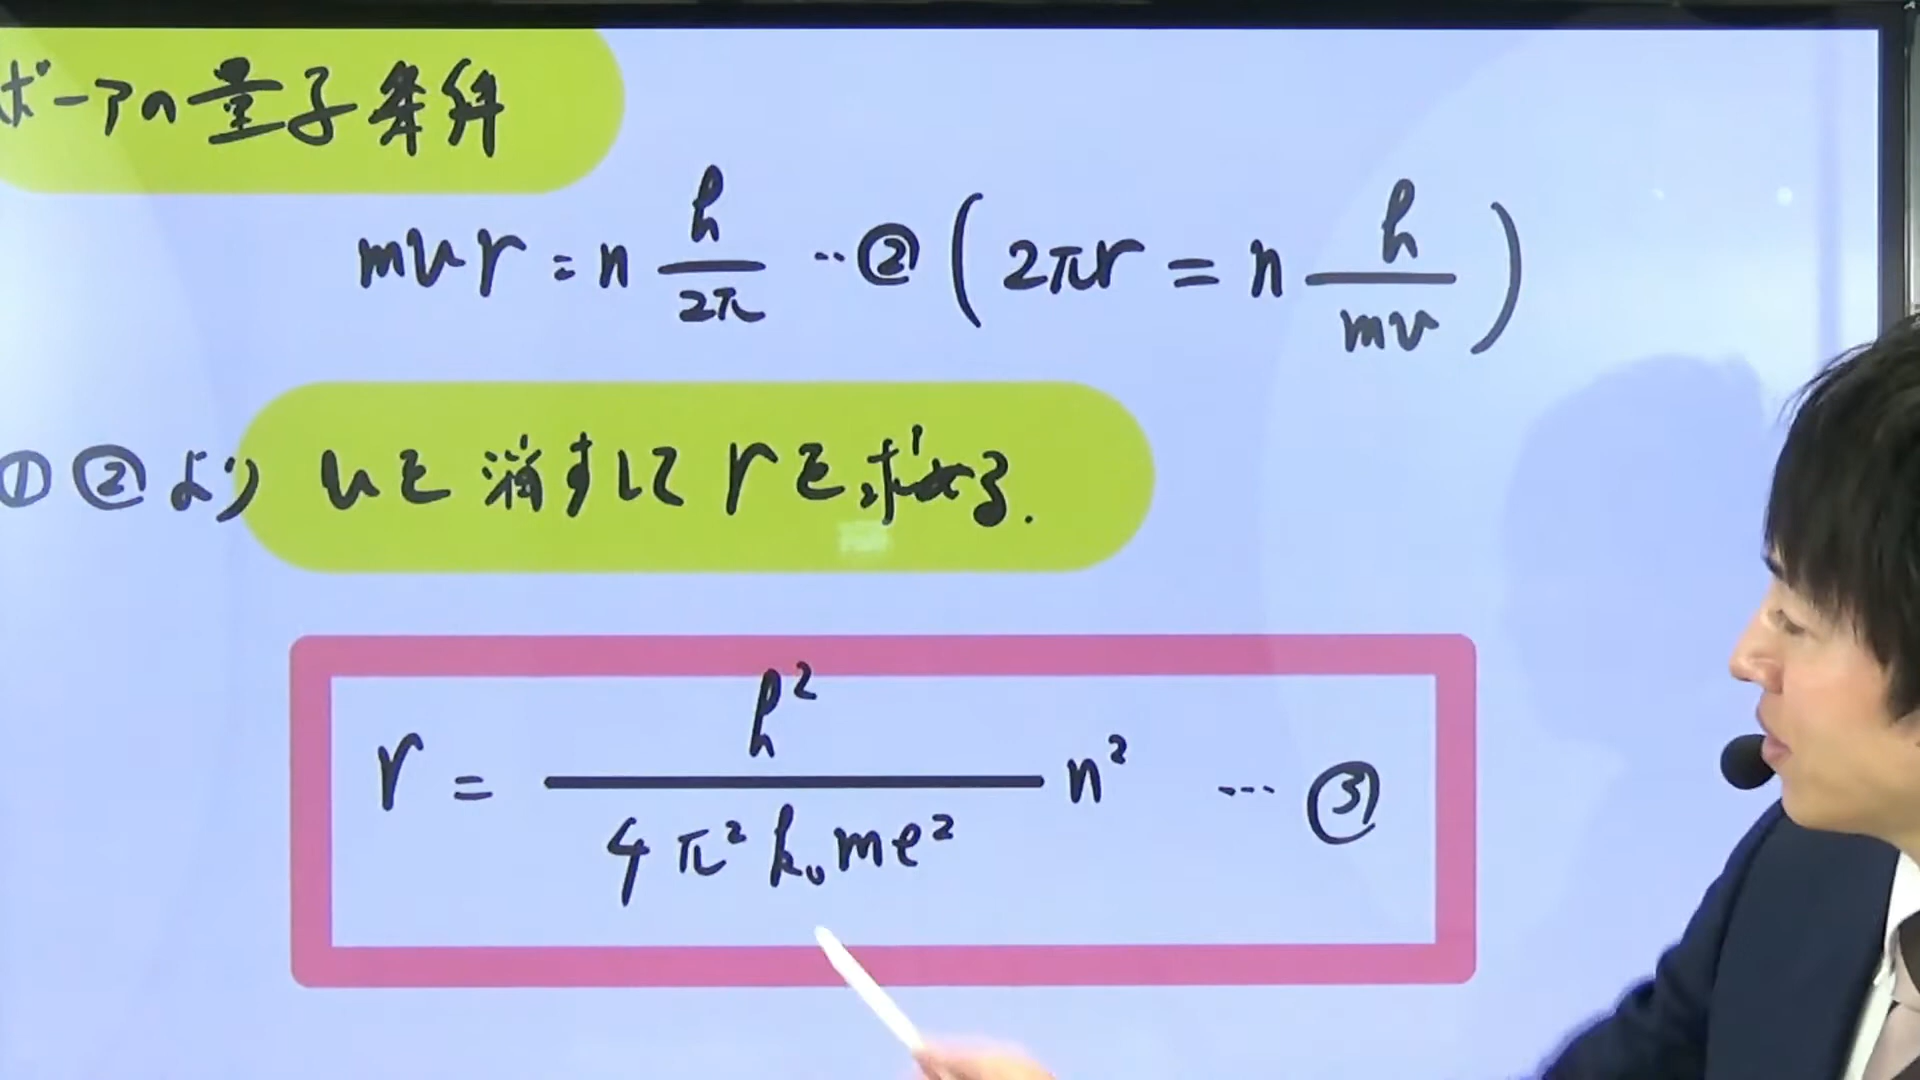 ボーアの量子条件
mvr = n h/2π …② (2πr = n h/mv)
①②より vを消去してrを求める.
r = h²/4π²k₀me² n² … ③